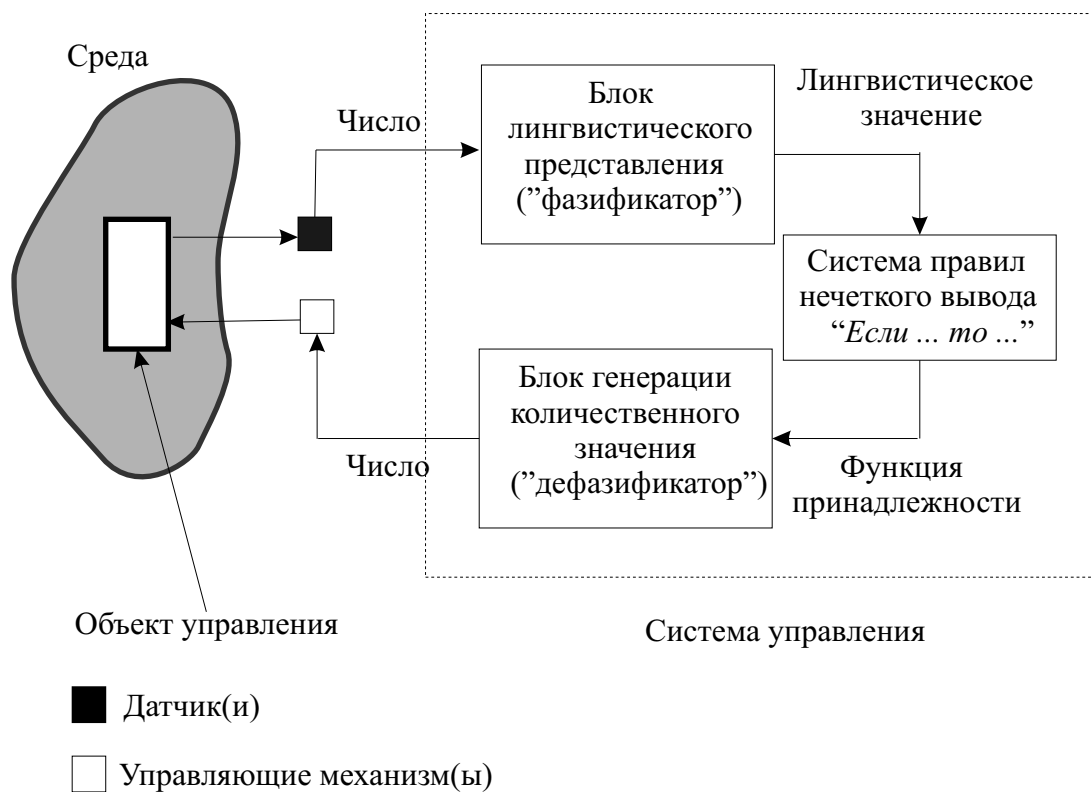 Среда
Число
Блок
лингвистического
представления
(”фазификатор”)
Лингвистическое
значение
Система правил
нечеткого вывода
“Если ... то ...”
Блок генерации
количественного
значения
(”дефазификатор”)
Число
Функция
принадлежности
Объект управления
Система управления
Датчик(и)
Управляющие механизм(ы)